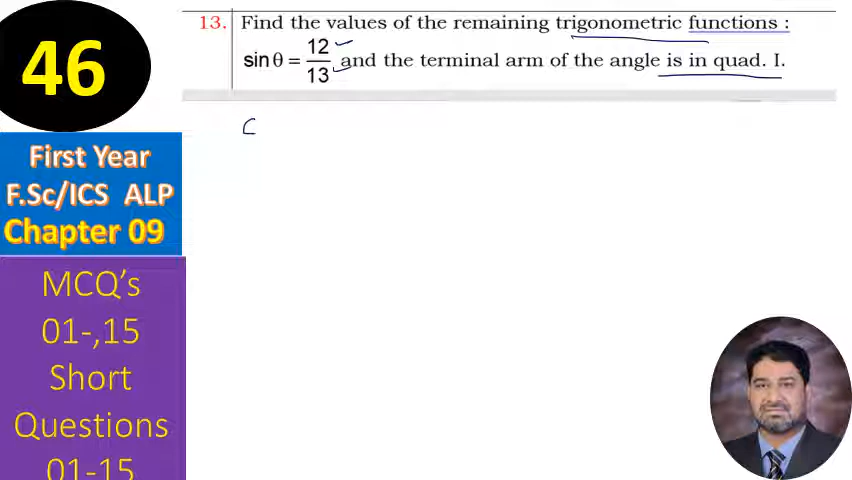 46
First Year
F.Sc/ICS ALP
Chapter 09
MCQ's
01-,15
Short
Questions
01-15
13. Find the values of the remaining trigonometric functions :
sin θ = 12/13 and the terminal arm of the angle is in quad. I.
C